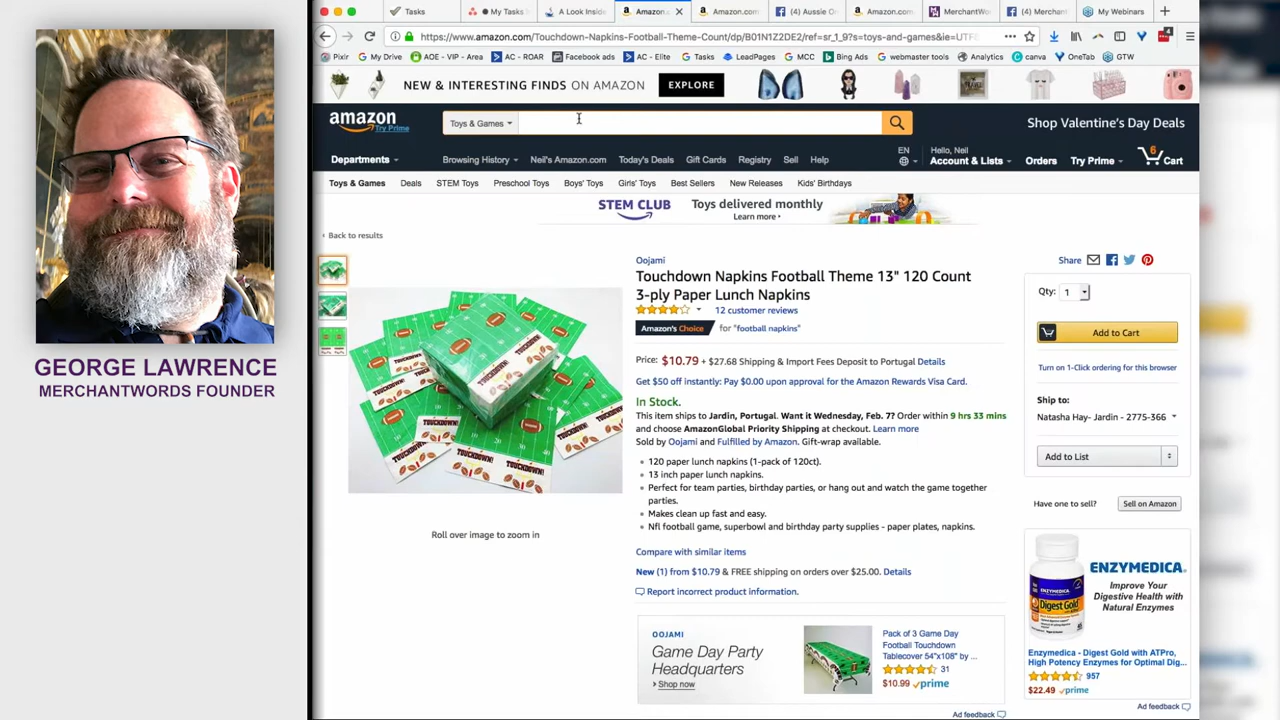 Tasks
My Tasks i
A Look Inside
Amazon.c
Amazon.com
(4) Aussie On
Amazon.co
MerchantWo
(4) Merchan
My Webinars
https://www.amazon.com/Touchdown-Napkins-Football-Theme-Count/dp/B01N1Z2DE2/ref=sr_1_9?s=toys-and-games&ie=UTF8
Pixir
My Drive
AOE - VIP - Area
AC - ROAR
Facebook ads
AC - Elite
Tasks
LeadPages
MCC
Bing Ads
webmaster tools
Analytics
canva
OneTab
GTW
NEW & INTERESTING FINDS ON AMAZON
EXPLORE
amazon
Try Prime
Toys & Games
Shop Valentine's Day Deals
Departments
Browsing History
Neil's Amazon.com
Today's Deals
Gift Cards
Registry
Sell
Help
EN
Hello, Neil
Account & Lists
Orders
Try Prime
6
Cart
Toys & Games
Deals
STEM Toys
Preschool Toys
Boys' Toys
Girls' Toys
Best Sellers
New Releases
Kids' Birthdays
STEM CLUB
Toys delivered monthly
Learn more
Back to results
Oojami
Touchdown Napkins Football Theme 13" 120 Count
3-ply Paper Lunch Napkins
12 customer reviews
Amazon's Choice for "football napkins"
Price: $10.79 + $27.68 Shipping & Import Fees Deposit to Portugal Details
Get $50 off instantly: Pay $0.00 upon approval for the Amazon Rewards Visa Card.
In Stock.
This item ships to Jardin, Portugal. Want it Wednesday, Feb. 7? Order within 9 hrs 33 mins
and choose AmazonGlobal Priority Shipping at checkout. Learn more
Sold by Oojami and Fulfilled by Amazon. Gift-wrap available.
120 paper lunch napkins (1-pack of 120ct).
13 inch paper lunch napkins.
Perfect for team parties, birthday parties, or hang out and watch the game together
parties.
Makes clean up fast and easy.
Nfl football game, superbowl and birthday party supplies - paper plates, napkins.
Compare with similar items
New (1) from $10.79 & FREE shipping on orders over $25.00. Details
Report incorrect product information.
TOUCHDOWN!
TOUCHDOWN!
TOUCHDOWN!
Roll over image to zoom in
OOJAMI
Game Day Party
Headquarters
Shop now
Pack of 3 Game Day
Football Touchdown
Tablecover 54"x108" by ...
31
$10.99 prime
Ad feedback
Share
Qty: 1
Add to Cart
Turn on 1-Click ordering for this browser
Ship to:
Natasha Hay- Jardin - 2775-366
Add to List
Have one to sell?
Sell on Amazon
ENZYMEDICA
Digest Gold
ENZYMEDICA.
Improve Your
Digestive Health with
Natural Enzymes
Enzymedica - Digest Gold with ATPro,
High Potency Enzymes for Optimal Dig...
957
$22.49 prime
Ad feedback
GEORGE LAWRENCE
MERCHANTWORDS FOUNDER